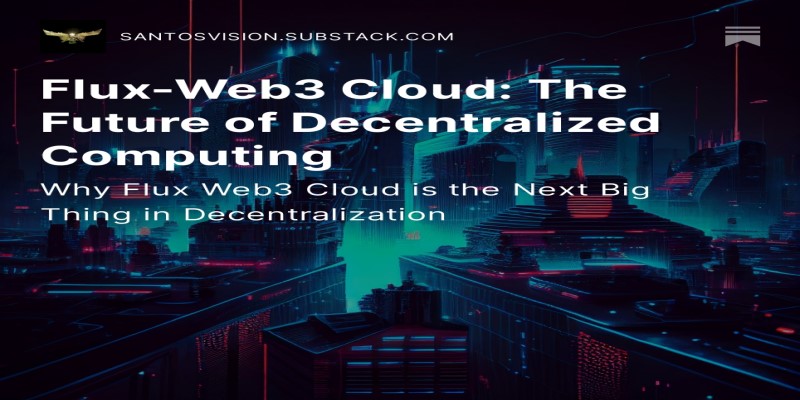 SANTOSVISION.SUBSTACK.COM
Flux-Web3 Cloud: The
Future of Decentralized
Computing
Why Flux Web3 Cloud is the Next Big
Thing in Decentralization